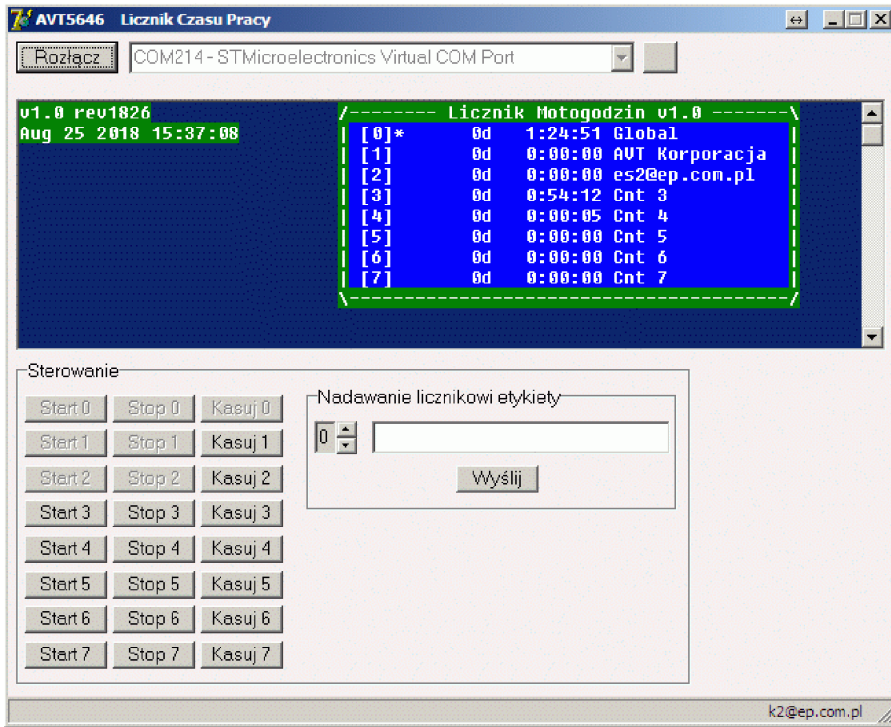 AVT5646 Licznik Czasu Pracy
Rozłącz COM214 - STMicroelectronics Virtual COM Port
v1.0 rev1826
Aug 25 2018 15:37:08
/-------- Licznik Motogodzin v1.0 -------\
| [0]* 0d 1:24:51 Global |
| [1] 0d 0:00:00 AVT Korporacja |
| [2] 0d 0:00:00 es2@ep.com.pl |
| [3] 0d 0:54:12 Cnt 3 |
| [4] 0d 0:00:05 Cnt 4 |
| [5] 0d 0:00:00 Cnt 5 |
| [6] 0d 0:00:00 Cnt 6 |
| [7] 0d 0:00:00 Cnt 7 |
\----------------------------------------/
Sterowanie
Start 0 Stop 0 Kasuj 0
Start 1 Stop 1 Kasuj 1
Start 2 Stop 2 Kasuj 2
Start 3 Stop 3 Kasuj 3
Start 4 Stop 4 Kasuj 4
Start 5 Stop 5 Kasuj 5
Start 6 Stop 6 Kasuj 6
Start 7 Stop 7 Kasuj 7
Nadawanie licznikowi etykiety
0
Wyślij
k2@ep.com.pl